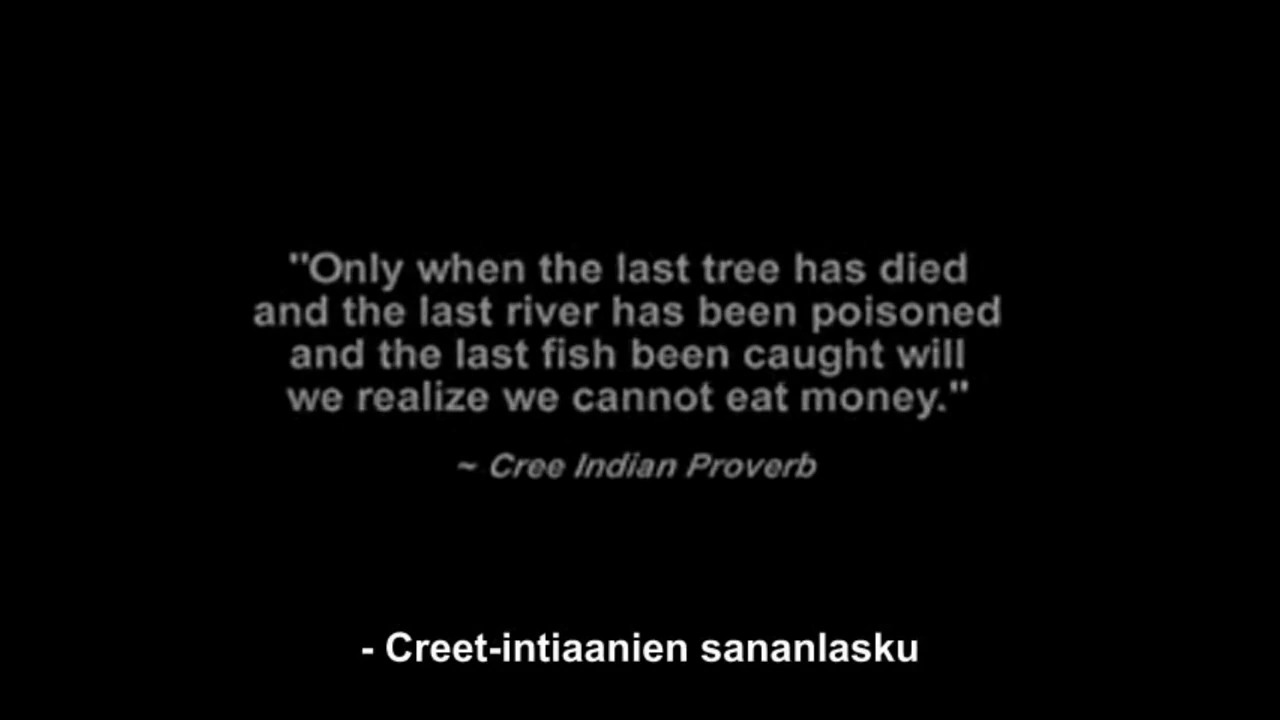 "Only when the last tree has died
and the last river has been poisoned
and the last fish been caught will
we realize we cannot eat money."
~ Cree Indian Proverb
- Creet-intiaanien sananlasku